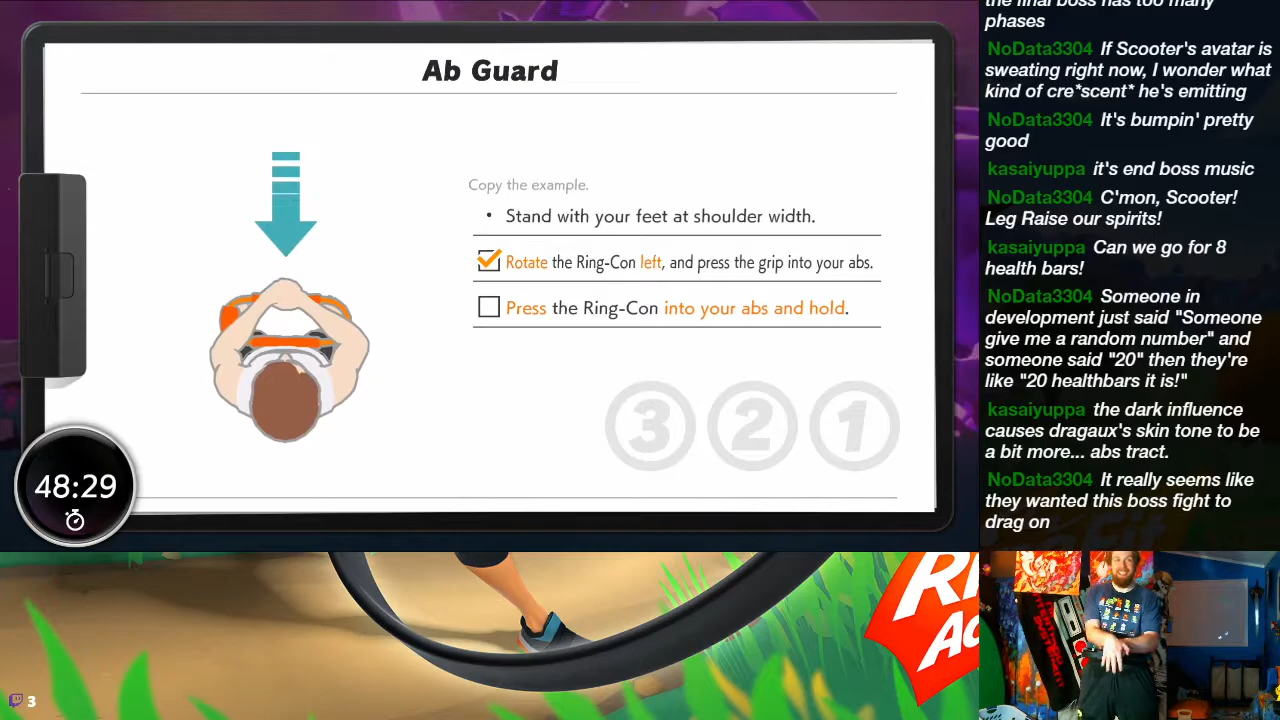 Ab Guard
Copy the example.
• Stand with your feet at shoulder width.
Rotate the Ring-Con left, and press the grip into your abs.
Press the Ring-Con into your abs and hold.
3 2 1
48:29
3
the final boss has too many
phases
NoData3304 If Scooter's avatar is
sweating right now, I wonder what
kind of cre*scent* he's emitting
NoData3304 It's bumpin' pretty
good
kasaiyuppa it's end boss music
NoData3304 C'mon, Scooter!
Leg Raise our spirits!
kasaiyuppa Can we go for 8
health bars!
NoData3304 Someone in
development just said "Someone
give me a random number" and
someone said "20" then they're
like "20 healthbars it is!"
kasaiyuppa the dark influence
causes dragaux's skin tone to be
a bit more... abs tract.
NoData3304 It really seems like
they wanted this boss fight to
drag on